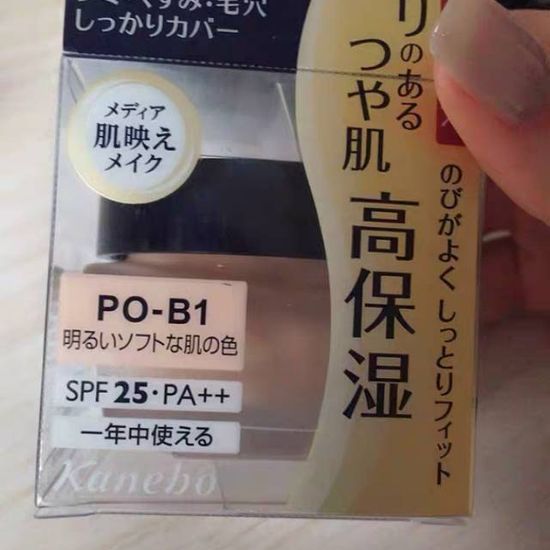 しっかりカバー
メディア
肌映え
メイク
PO-B1
明るいソフトな肌の色
SPF 25・PA++
一年中使える
Kanebo
リのある
つや肌
高保湿
のびがよく しっとりフィット